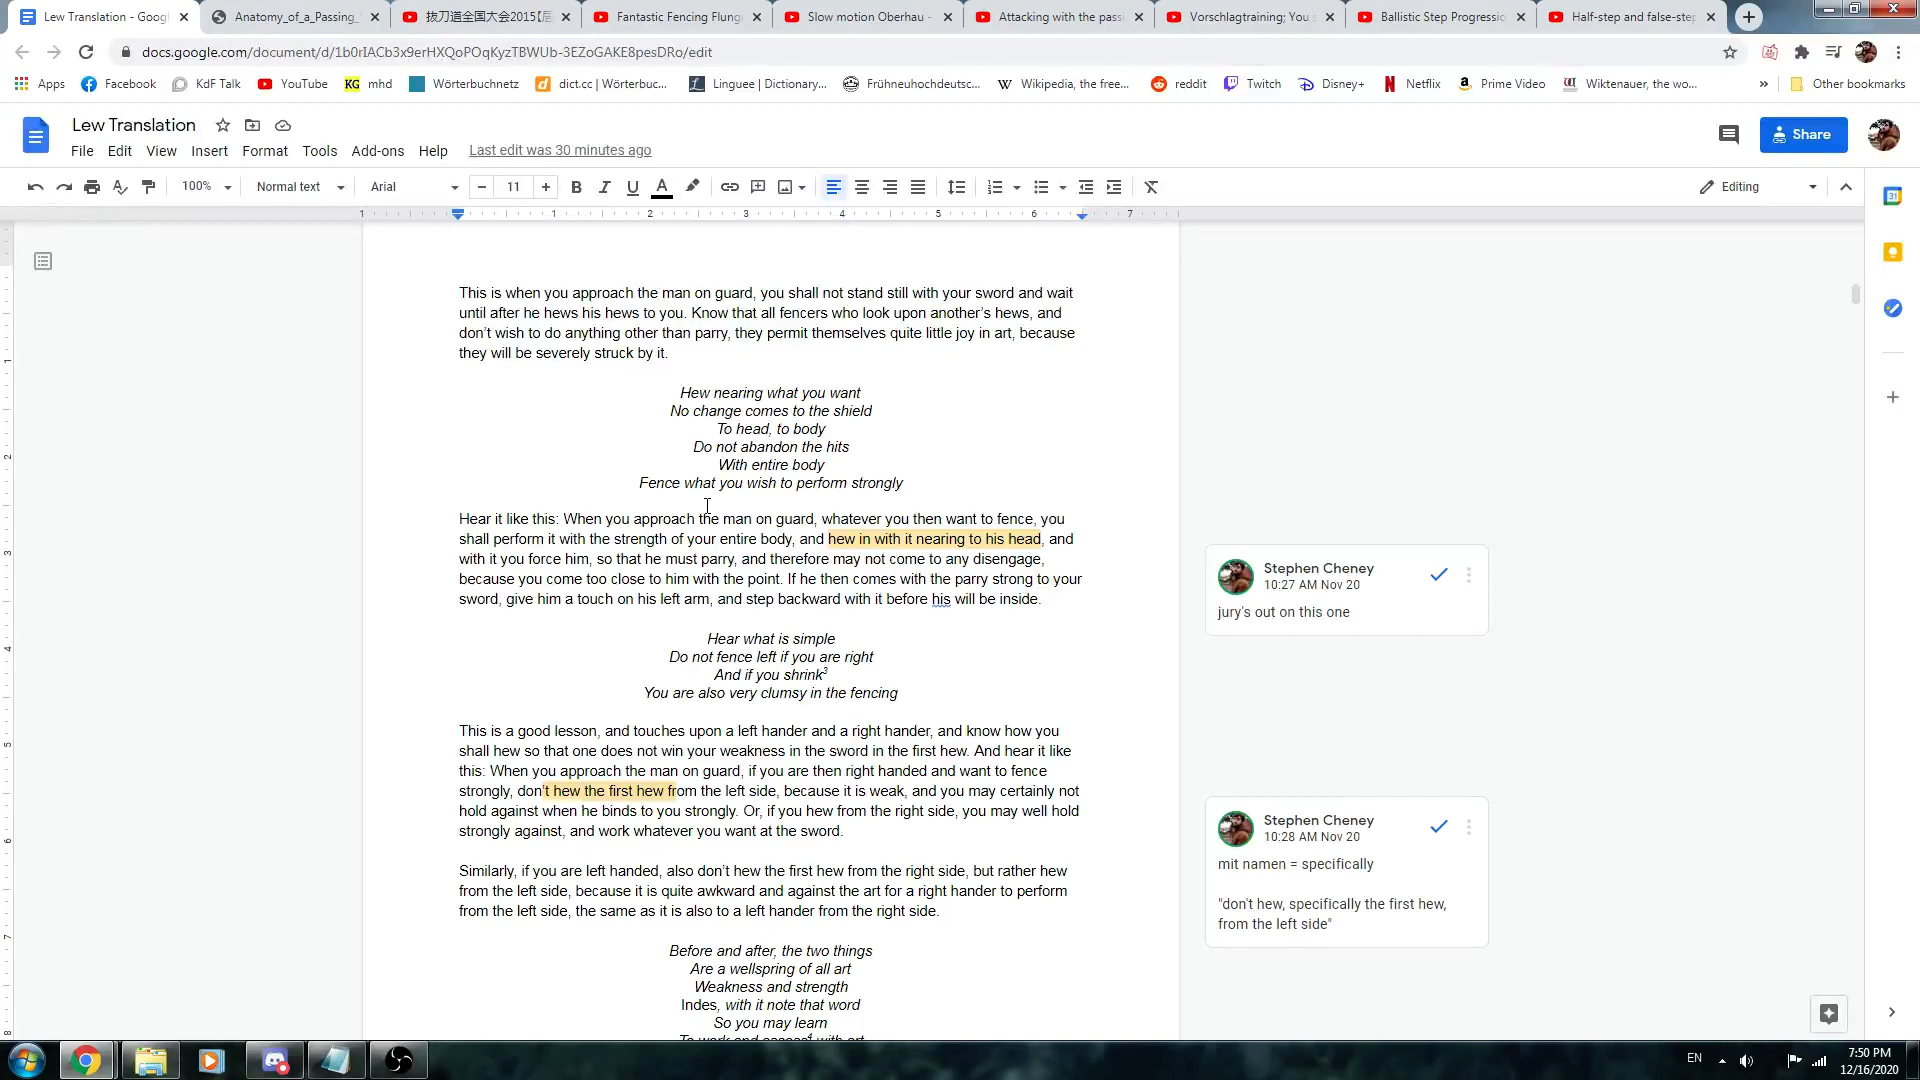 Lew Translation - Googl
Anatomy_of_a_Passing_
抜刀道全国大会2015【居
Fantastic Fencing Flung
Slow motion Oberhau -
Attacking with the pass
Vorschlagtraining; You s
Ballistic Step Progressio
Half-step and false-step
docs.google.com/document/d/1b0rIACb3x9erHXQoPOqKyzTBWUb-3EZoGAKE8pesDRo/edit
Apps
Facebook
KdF Talk
YouTube
KG mhd
Wörterbuchnetz
dict.cc | Wörterbuc...
Linguee | Dictionary...
Frühneuhochdeutsc...
Wikipedia, the free...
reddit
Twitch
Disney+
Netflix
Prime Video
Wiktenauer, the wo...
»
Other bookmarks
Lew Translation
File Edit View Insert Format Tools Add-ons Help Last edit was 30 minutes ago
Share
100% Normal text Arial 11 Editing
This is when you approach the man on guard, you shall not stand still with your sword and wait
until after he hews his hews to you. Know that all fencers who look upon another's hews, and
don't wish to do anything other than parry, they permit themselves quite little joy in art, because
they will be severely struck by it.
Hew nearing what you want
No change comes to the shield
To head, to body
Do not abandon the hits
With entire body
Fence what you wish to perform strongly
Hear it like this: When you approach the man on guard, whatever you then want to fence, you
shall perform it with the strength of your entire body, and hew in with it nearing to his head, and
with it you force him, so that he must parry, and therefore may not come to any disengage,
because you come too close to him with the point. If he then comes with the parry strong to your
sword, give him a touch on his left arm, and step backward with it before his will be inside.
Hear what is simple
Do not fence left if you are right
And if you shrink3
You are also very clumsy in the fencing
This is a good lesson, and touches upon a left hander and a right hander, and know how you
shall hew so that one does not win your weakness in the sword in the first hew. And hear it like
this: When you approach the man on guard, if you are then right handed and want to fence
strongly, don't hew the first hew from the left side, because it is weak, and you may certainly not
hold against when he binds to you strongly. Or, if you hew from the right side, you may well hold
strongly against, and work whatever you want at the sword.
Similarly, if you are left handed, also don't hew the first hew from the right side, but rather hew
from the left side, because it is quite awkward and against the art for a right hander to perform
from the left side, the same as it is also to a left hander from the right side.
Before and after, the two things
Are a wellspring of all art
Weakness and strength
Indes, with it note that word
So you may learn
Stephen Cheney
10:27 AM Nov 20
jury's out on this one
Stephen Cheney
10:28 AM Nov 20
mit namen = specifically
"don't hew, specifically the first hew,
from the left side"
EN
7:50 PM
12/16/2020